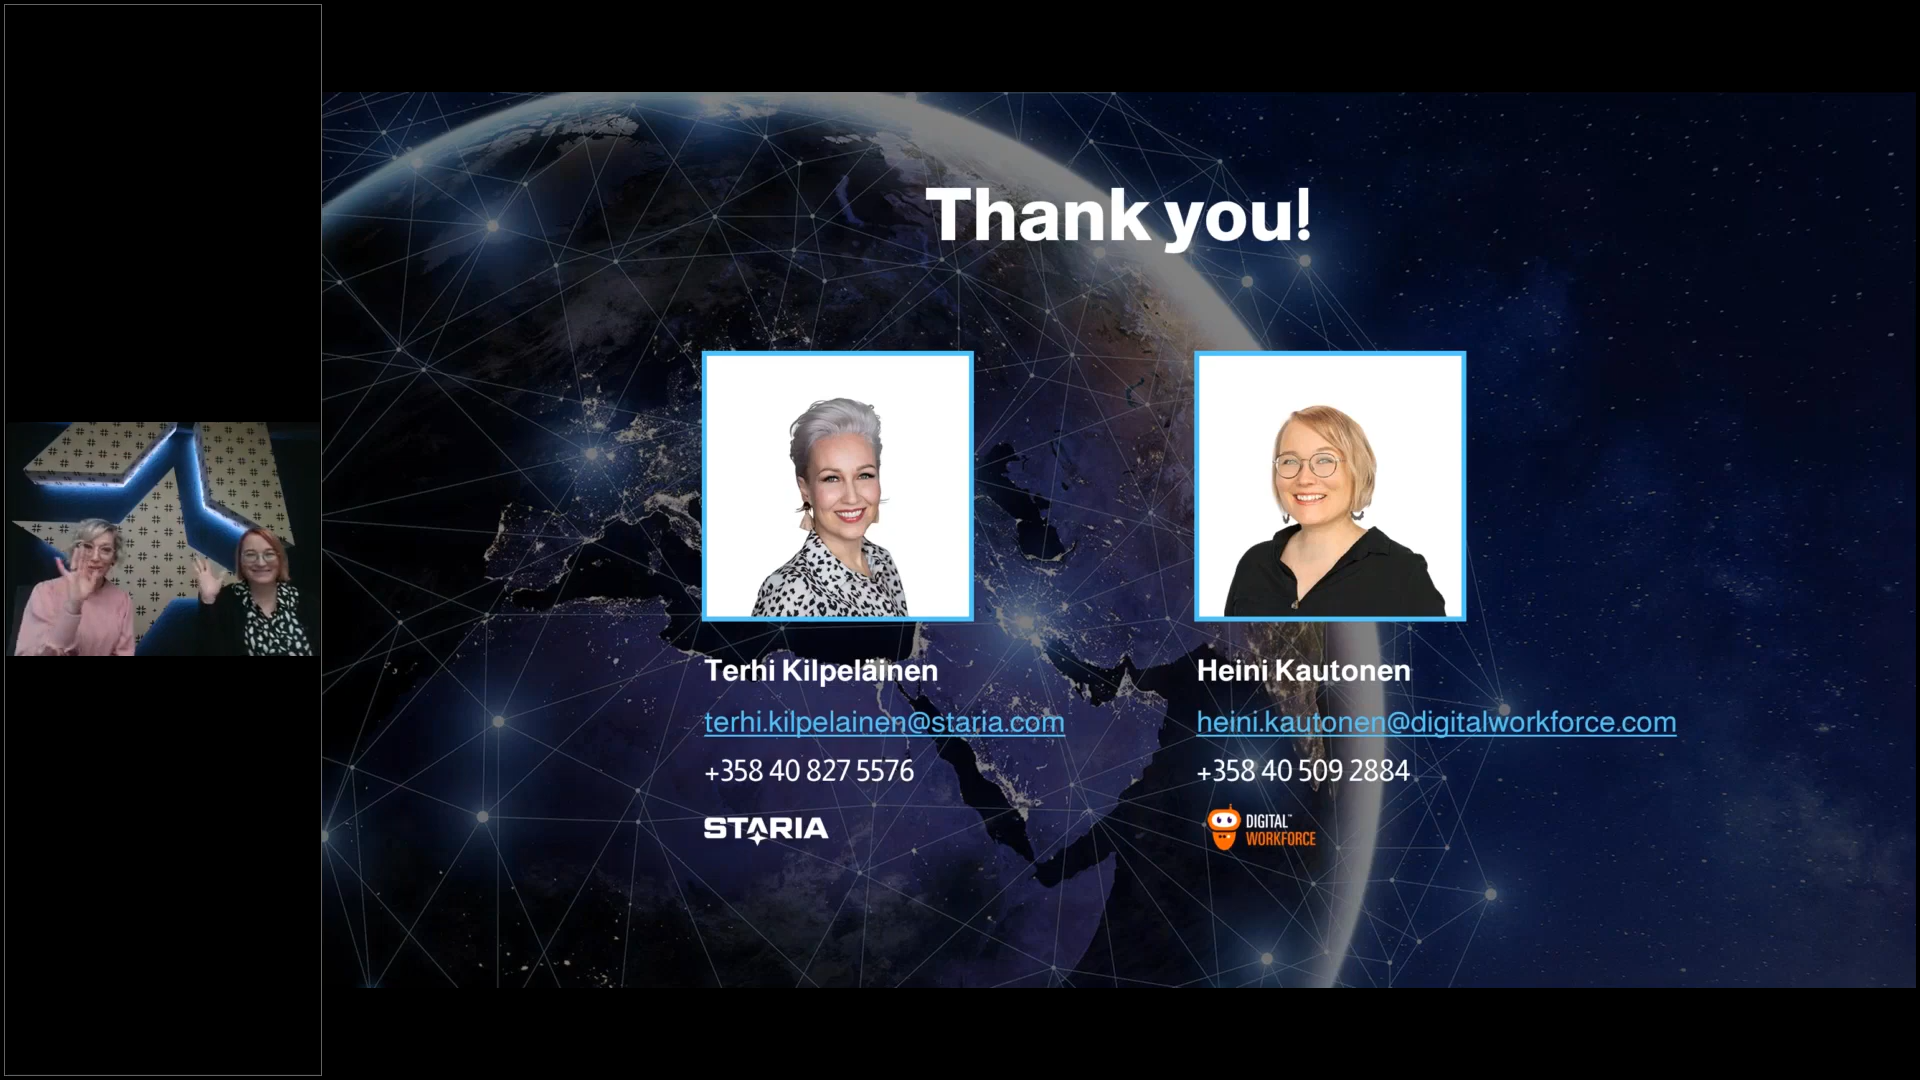 Thank you!
Terhi Kilpeläinen
terhi.kilpelainen@staria.com
+358 40 827 5576
STARIA
Heini Kautonen
heini.kautonen@digitalworkforce.com
+358 40 509 2884
DIGITAL™
WORKFORCE